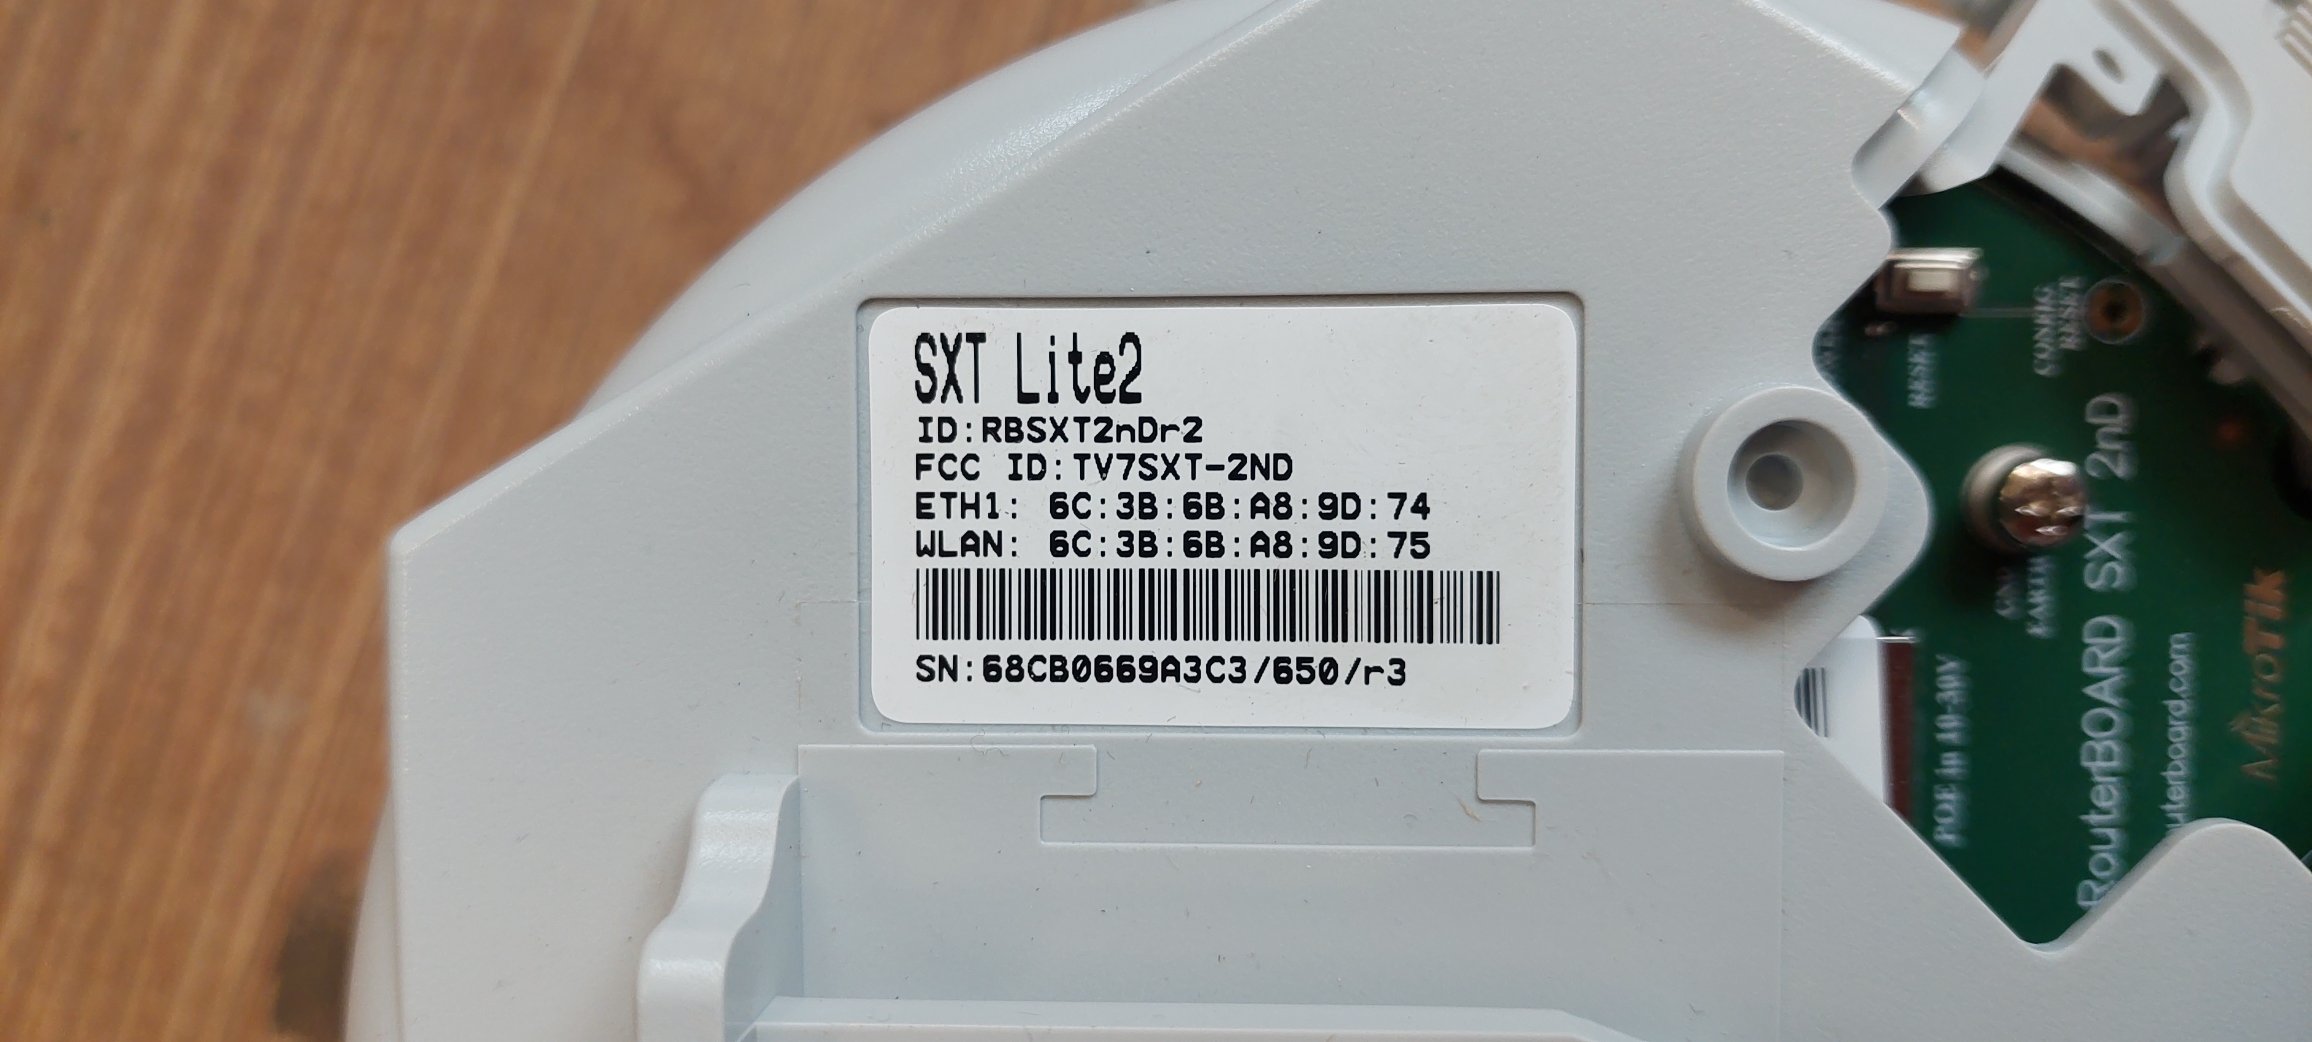 SXT Lite2
ID:RBSXT2nDr2
FCC ID:TV7SXT-2ND
ETH1: 6C:3B:6B:A8:9D:74
WLAN: 6C:3B:6B:A8:9D:75
SN:68CB0669A3C3/650/r3
RESET
CONFIG
RESET
EARTH
POE in 10-30V
RouterBOARD SXT 2nD
MikroTik